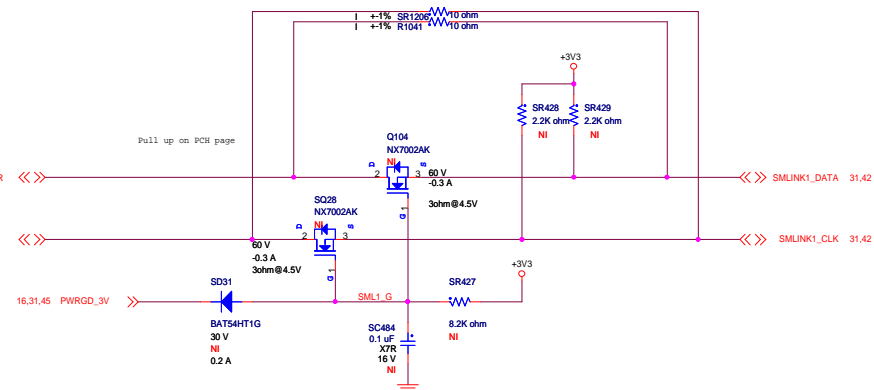 I +-1% SR1206 10 ohm
I +-1% R1041 10 ohm
+3V3
SR428
2.2K ohm
NI
SR429
2.2K ohm
NI
Pull up on PCH page
Q104
NX7002AK
NI
D
S
2
3
60 V
-0.3 A
3ohm@4.5V
G
1
R
SMLINK1_DATA 31,42
SQ28
NX7002AK
NI
D
S
2
3
60 V
-0.3 A
3ohm@4.5V
G
1
SMLINK1_CLK 31,42
+3V3
SR427
8.2K ohm
NI
16,31,45 PWRGD_3V
SD31
BAT54HT1G
30 V
NI
0.2 A
SML1_G
SC484
0.1 uF
X7R
16 V
NI